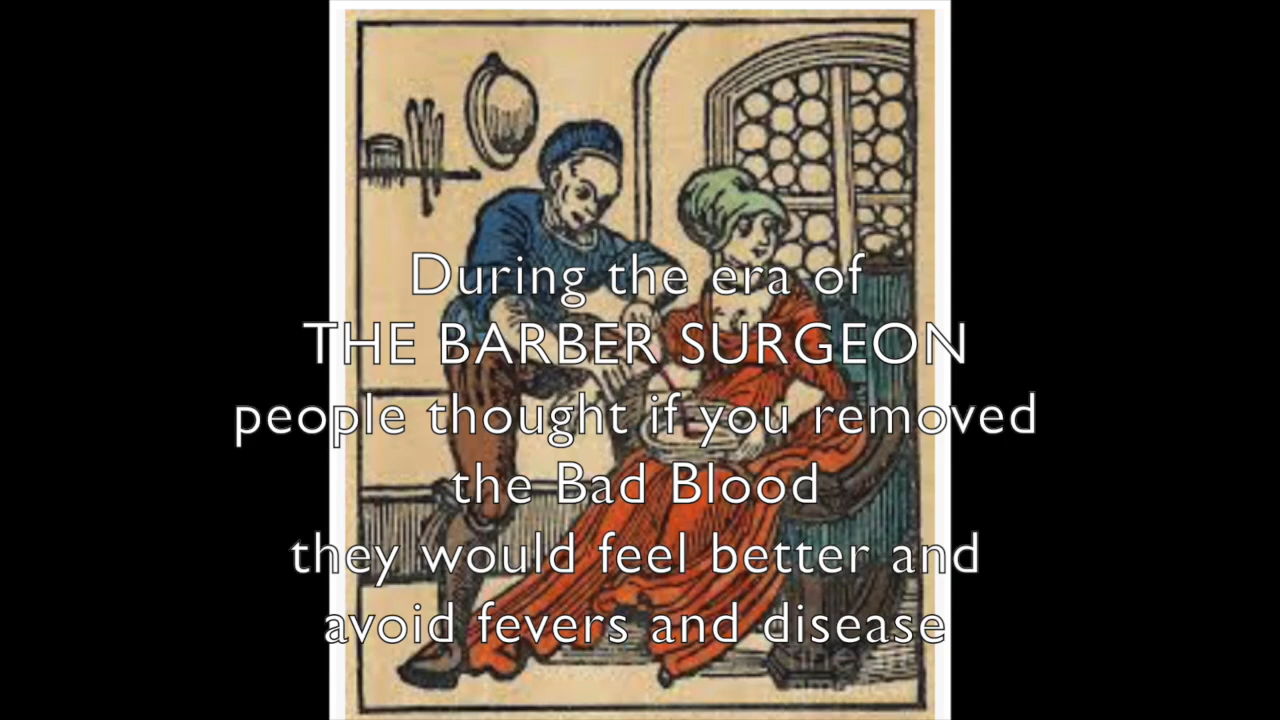 During the era of
THE BARBER SURGEON
people thought if you removed
the Bad Blood
they would feel better and
avoid fevers and disease